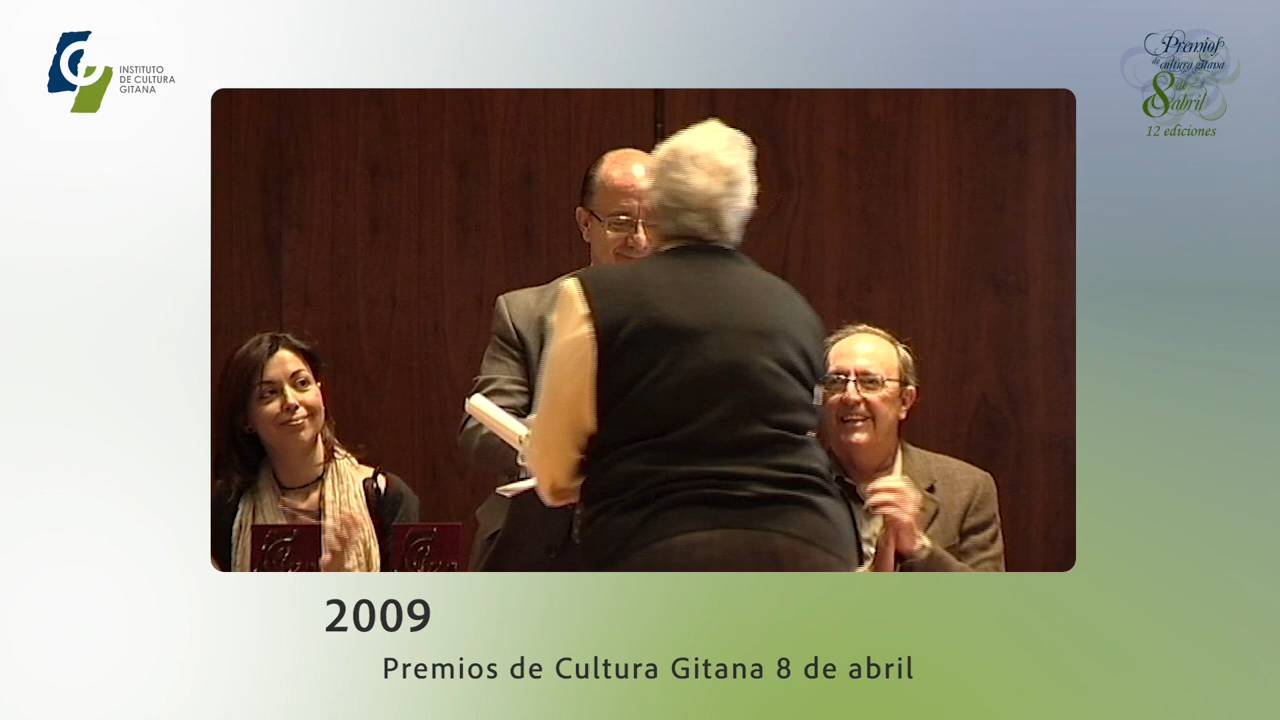 INSTITUTO
DE CULTURA
GITANA
Premios
de cultura gitana
8 de
abril
12 ediciones
2009
Premios de Cultura Gitana 8 de abril